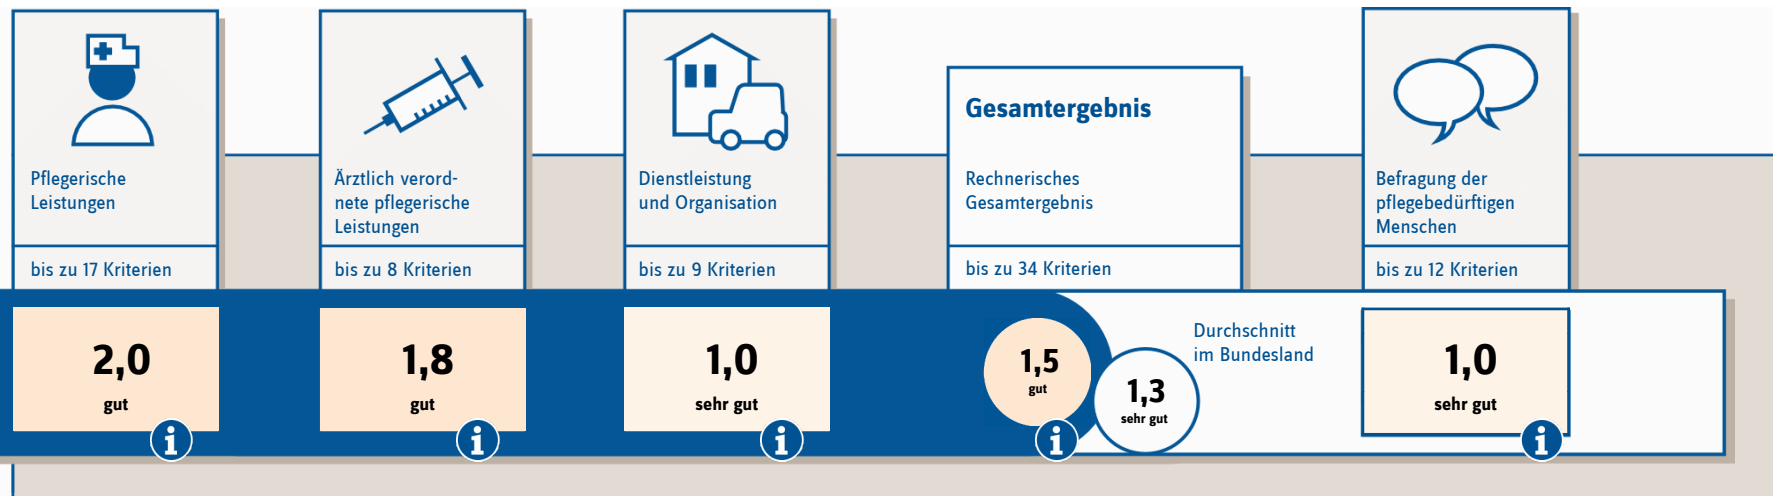 Pflegerische
Leistungen
bis zu 17 Kriterien
2,0
gut
Ärztlich verord-
nete pflegerische
Leistungen
bis zu 8 Kriterien
1,8
gut
Dienstleistung
und Organisation
bis zu 9 Kriterien
1,0
sehr gut
Gesamtergebnis
Rechnerisches
Gesamtergebnis
bis zu 34 Kriterien
1,5
gut
1,3
sehr gut
Durchschnitt
im Bundesland
Befragung der
pflegebedürftigen
Menschen
bis zu 12 Kriterien
1,0
sehr gut
i
i
i
i
i